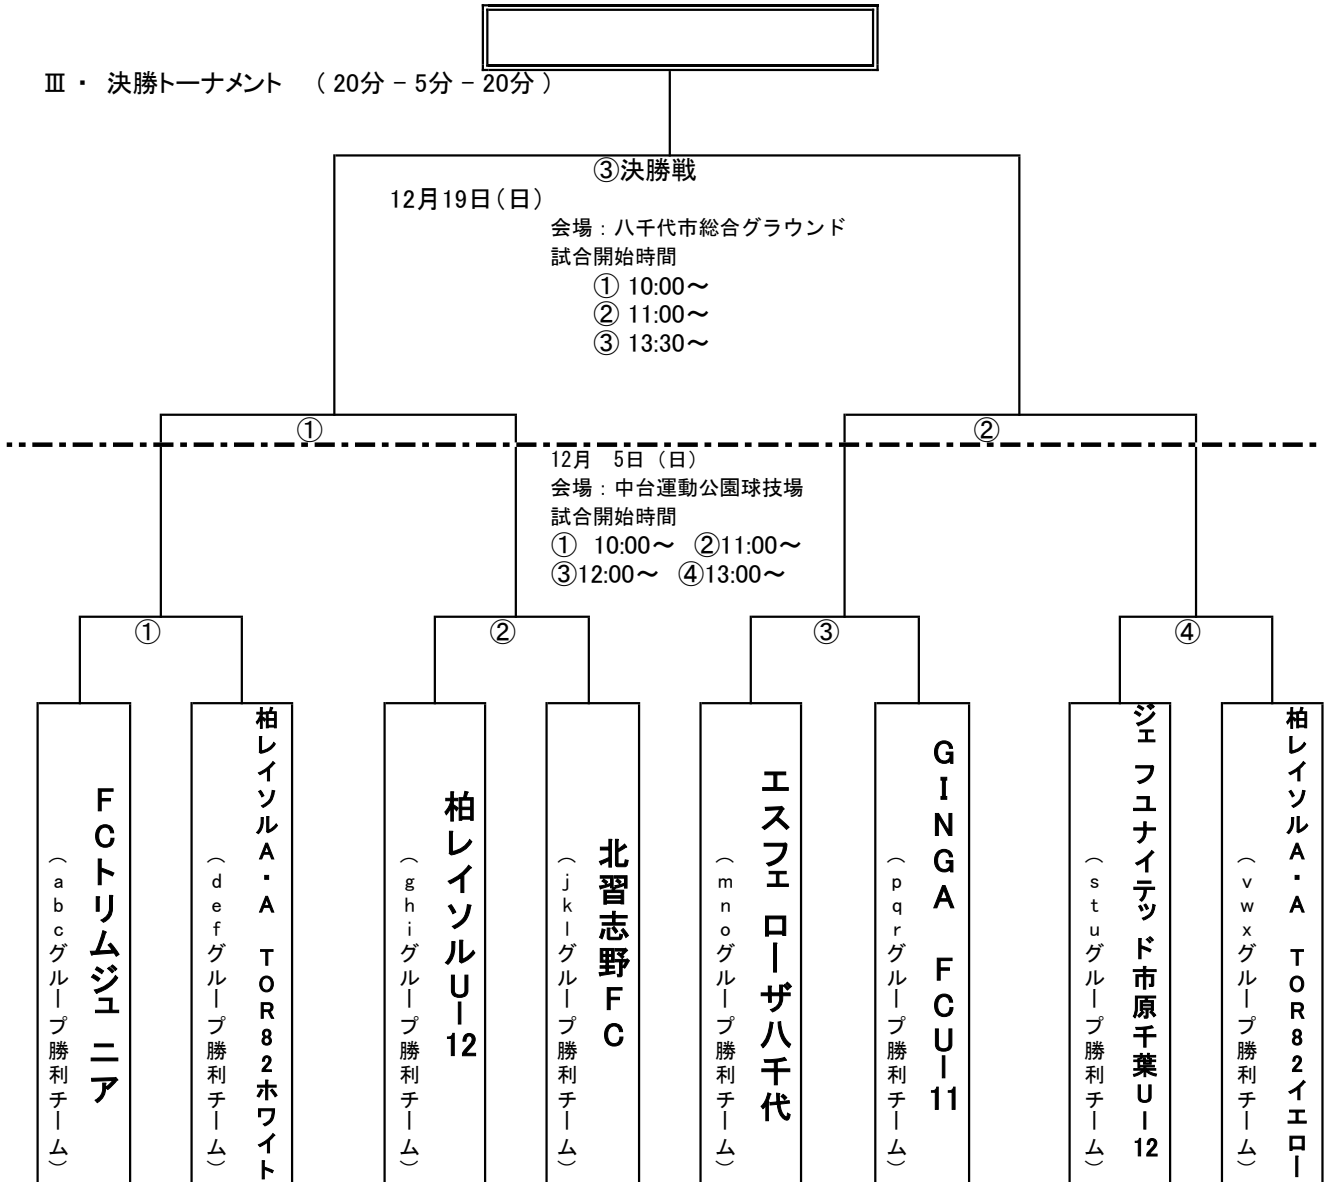 Ⅲ・ 決勝トーナメント （ 20分 − 5分 − 20分 ）
③決勝戦
12月19日（日）
会場：八千代市総合グラウンド
試合開始時間
① 10:00～
② 11:00～
③ 13:30～
①
②
12月 5日（日）
会場：中台運動公園球技場
試合開始時間
① 10:00～ ②11:00～
③12:00～ ④13:00～
①
②
③
④
FCトリムジュニア
（abcグループ勝利チーム）
柏レイソルA・A TOR82ホワイト
（defグループ勝利チーム）
柏レイソルU－12
（ghiグループ勝利チーム）
北習志野FC
（jklグループ勝利チーム）
エスフェローザ八千代
（mnoグループ勝利チーム）
GINGA FCU－11
（pqrグループ勝利チーム）
ジェフユナイテッド市原千葉U－12
（stuグループ勝利チーム）
柏レイソルA・A TOR82イエロー
（vwxグループ勝利チーム）